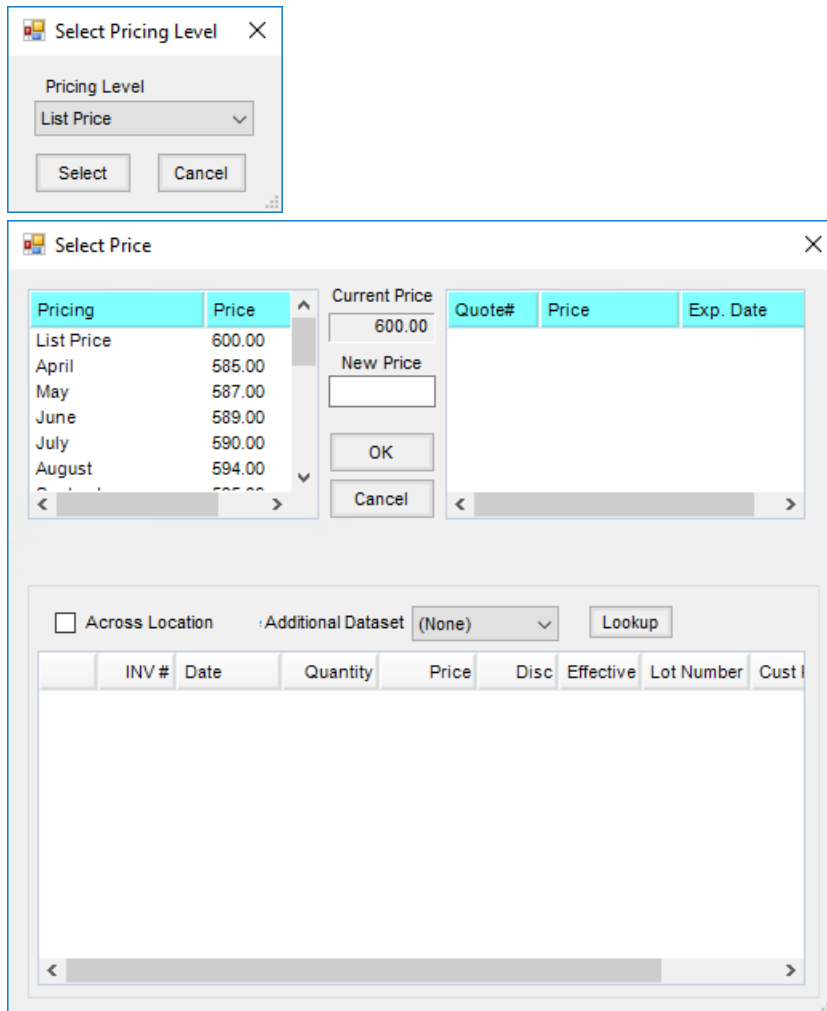 Select Pricing Level
Pricing Level
List Price
Select Cancel
Select Price
Pricing Price
List Price 600.00
April 585.00
May 587.00
June 589.00
July 590.00
August 594.00
Current Price
600.00
New Price
OK
Cancel
Quote# Price Exp. Date
Across Location Additional Dataset (None) Lookup
INV # Date Quantity Price Disc Effective Lot Number Cust